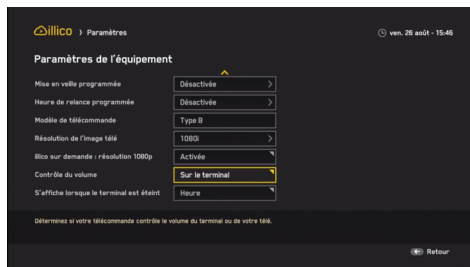 illico > Paramètres
ven. 26 août - 15:46
Paramètres de l'équipement
Mise en veille programmée Désactivée >
Heure de relance programmée Désactivée >
Modèle de télécommande Type B
Résolution de l'image télé 1080i >
illico sur demande : résolution 1080p Activée
Contrôle du volume Sur le terminal
S'affiche lorsque le terminal est éteint Heure
Déterminez si votre télécommande contrôle le volume du terminal ou de votre télé.
Retour